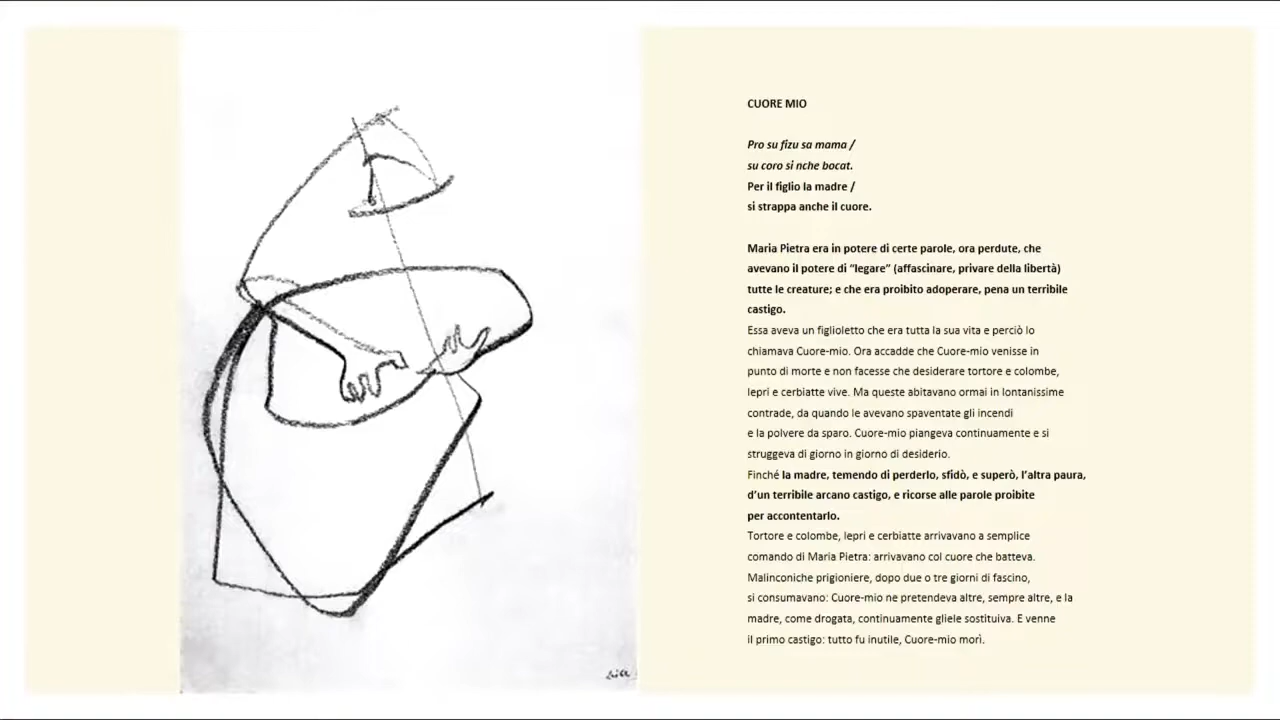 CUORE MIO
Pro su fizu sa mama /
su coro si nche bocat.
Per il figlio la madre /
si strappa anche il cuore.
Maria Pietra era in potere di certe parole, ora perdute, che
avevano il potere di “legare” (affascinare, privare della libertà)
tutte le creature; e che era proibito adoperare, pena un terribile
castigo.
Essa aveva un figlioletto che era tutta la sua vita e perciò lo
chiamava Cuore-mio. Ora accadde che Cuore-mio venisse in
punto di morte e non facesse che desiderare tortore e colombe,
lepri e cerbiatte vive. Ma queste abitavano ormai in lontanissime
contrade, da quando le avevano spaventate gli incendi
e la polvere da sparo. Cuore-mio piangeva continuamente e si
struggeva di giorno in giorno di desiderio.
Finché la madre, temendo di perderlo, sfidò, e superò, l’altra paura,
d’un terribile arcano castigo, e ricorse alle parole proibite
per accontentarlo.
Tortore e colombe, lepri e cerbiatte arrivavano a semplice
comando di Maria Pietra: arrivavano col cuore che batteva.
Malinconiche prigioniere, dopo due o tre giorni di fascino,
si consumavano: Cuore-mio ne pretendeva altre, sempre altre, e la
madre, come drogata, continuamente gliele sostituiva. E venne
il primo castigo: tutto fu inutile, Cuore-mio morì.